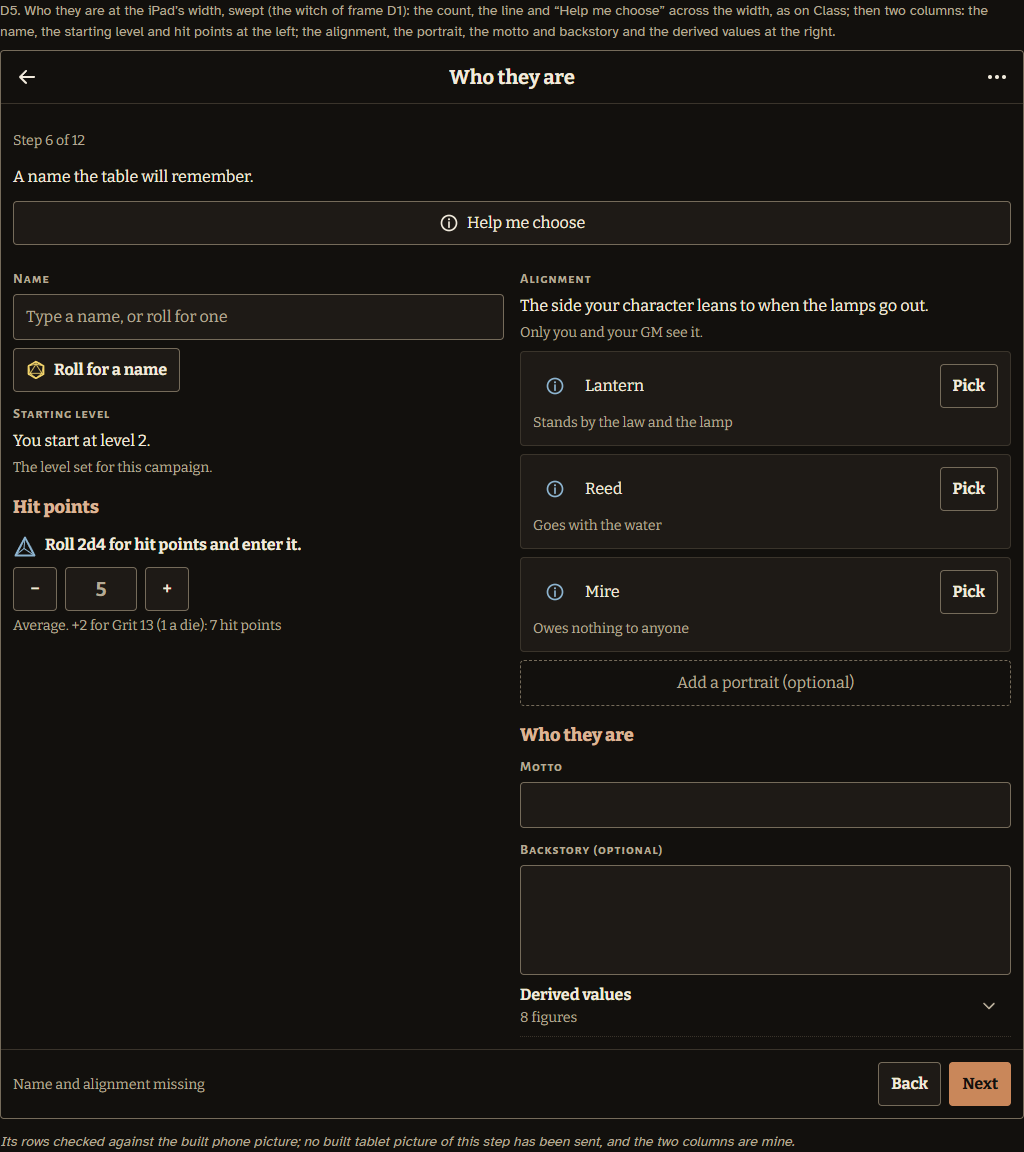 D5. Who they are at the iPad's width, swept (the witch of frame D1): the count, the line and “Help me choose” across the width, as on Class; then two columns: the
name, the starting level and hit points at the left; the alignment, the portrait, the motto and backstory and the derived values at the right.
Who they are
Step 6 of 12
A name the table will remember.
Help me choose
Name
Type a name, or roll for one
Roll for a name
Starting level
You start at level 2.
The level set for this campaign.
Hit points
Roll 2d4 for hit points and enter it.
− 5 +
Average. +2 for Grit 13 (1 a die): 7 hit points
Alignment
The side your character leans to when the lamps go out.
Only you and your GM see it.
Lantern Pick
Stands by the law and the lamp
Reed Pick
Goes with the water
Mire Pick
Owes nothing to anyone
Add a portrait (optional)
Who they are
Motto
Backstory (optional)
Derived values
8 figures
Name and alignment missing
Back Next
Its rows checked against the built phone picture; no built tablet picture of this step has been sent, and the two columns are mine.